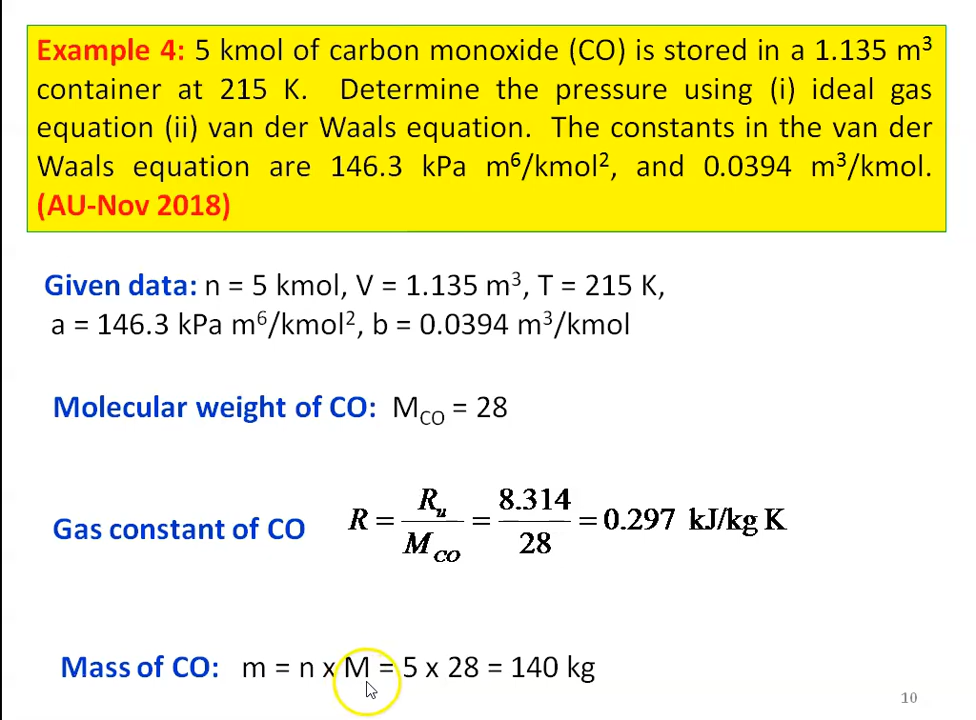 Example 4: 5 kmol of carbon monoxide (CO) is stored in a 1.135 m³
container at 215 K. Determine the pressure using (i) ideal gas
equation (ii) van der Waals equation. The constants in the van der
Waals equation are 146.3 kPa m⁶/kmol², and 0.0394 m³/kmol.
(AU-Nov 2018)
Given data: n = 5 kmol, V = 1.135 m³, T = 215 K,
a = 146.3 kPa m⁶/kmol², b = 0.0394 m³/kmol
Molecular weight of CO: M_CO = 28
Gas constant of CO R = R_u / M_CO = 8.314 / 28 = 0.297 kJ/kg K
Mass of CO: m = n x M = 5 x 28 = 140 kg
10